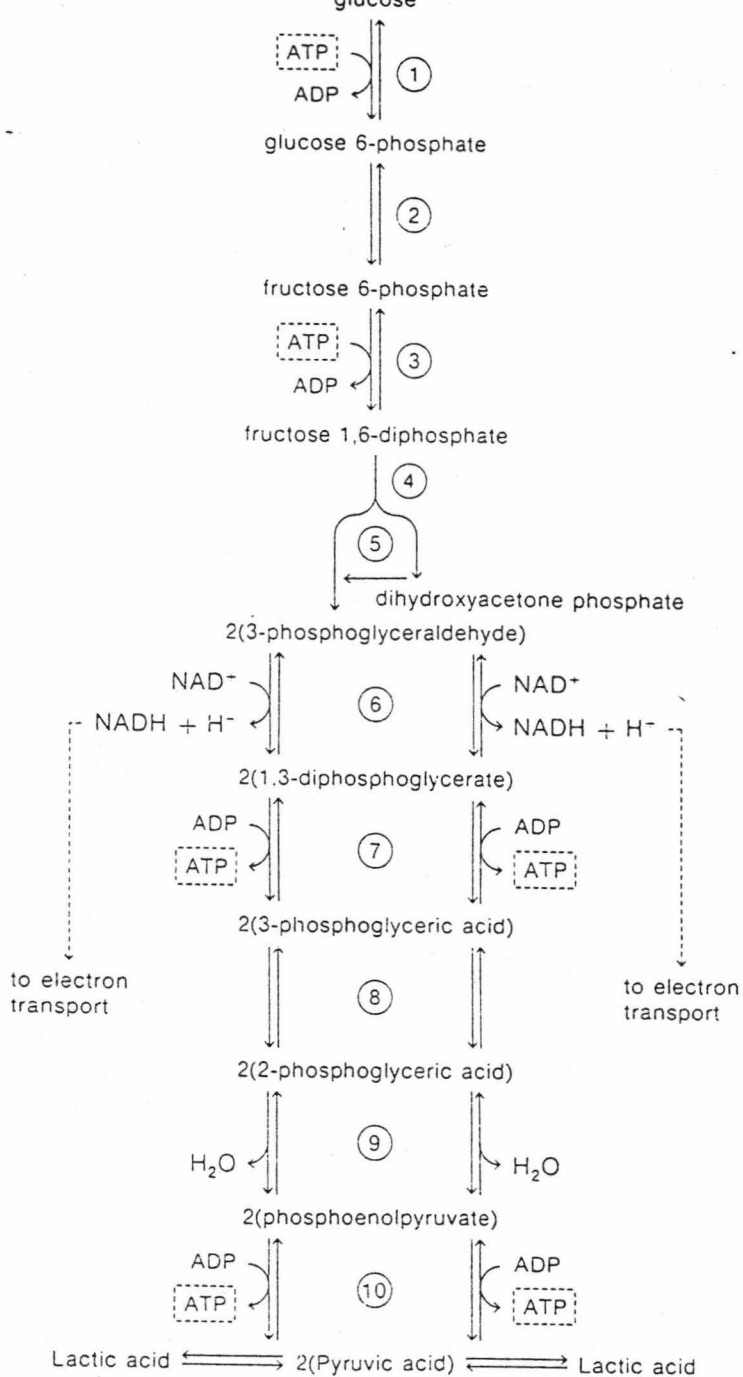 glucose
ATP
ADP
1
glucose 6-phosphate
2
fructose 6-phosphate
ATP
ADP
3
fructose 1,6-diphosphate
4
5
dihydroxyacetone phosphate
2(3-phosphoglyceraldehyde)
NAD⁺ NAD⁺
6
NADH + H⁻ NADH + H⁻
2(1,3-diphosphoglycerate)
ADP ADP
7
ATP ATP
2(3-phosphoglyceric acid)
to electron
transport
to electron
transport
8
2(2-phosphoglyceric acid)
9
H₂O H₂O
2(phosphoenolpyruvate)
ADP ADP
10
ATP ATP
Lactic acid 2(Pyruvic acid) Lactic acid